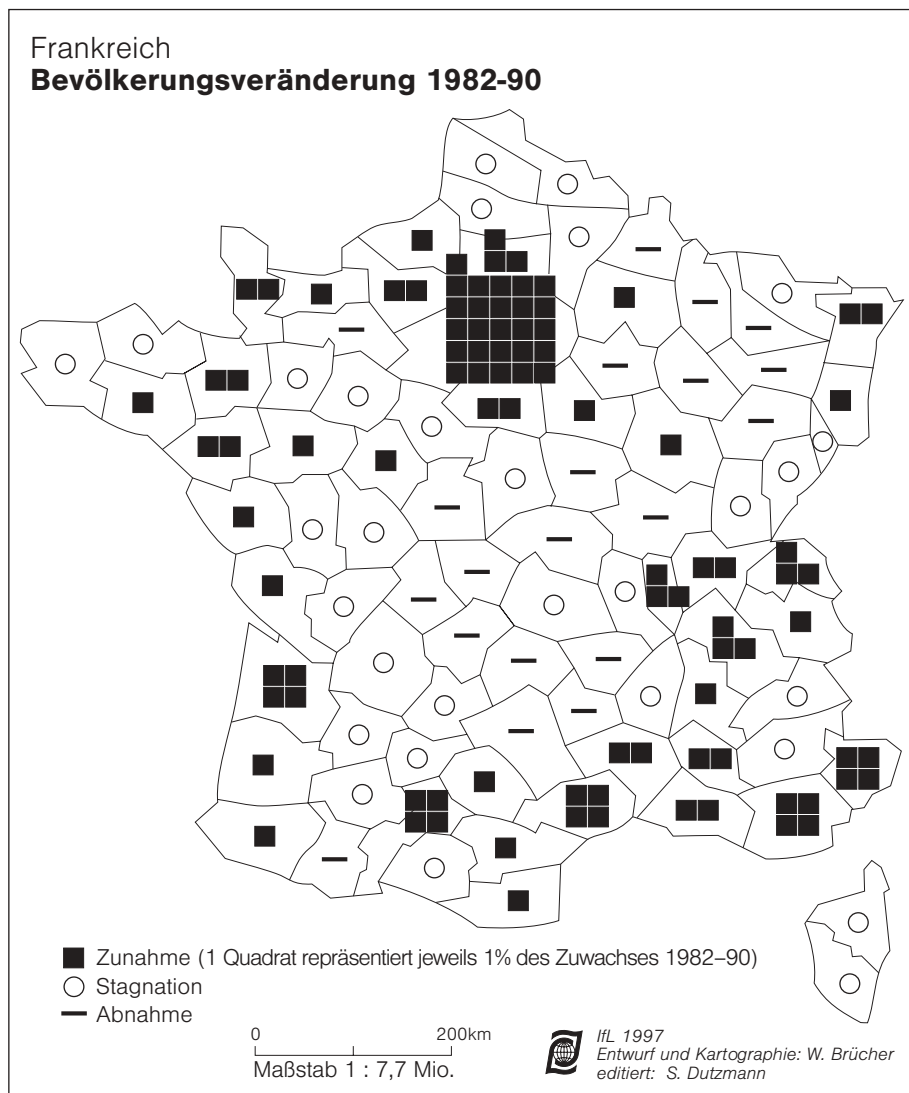 Frankreich
Bevölkerungsveränderung 1982-90
Zunahme (1 Quadrat repräsentiert jeweils 1% des Zuwachses 1982–90)
Stagnation
Abnahme
0 200km
Maßstab 1 : 7,7 Mio.
IfL 1997
Entwurf und Kartographie: W. Brücher
editiert: S. Dutzmann